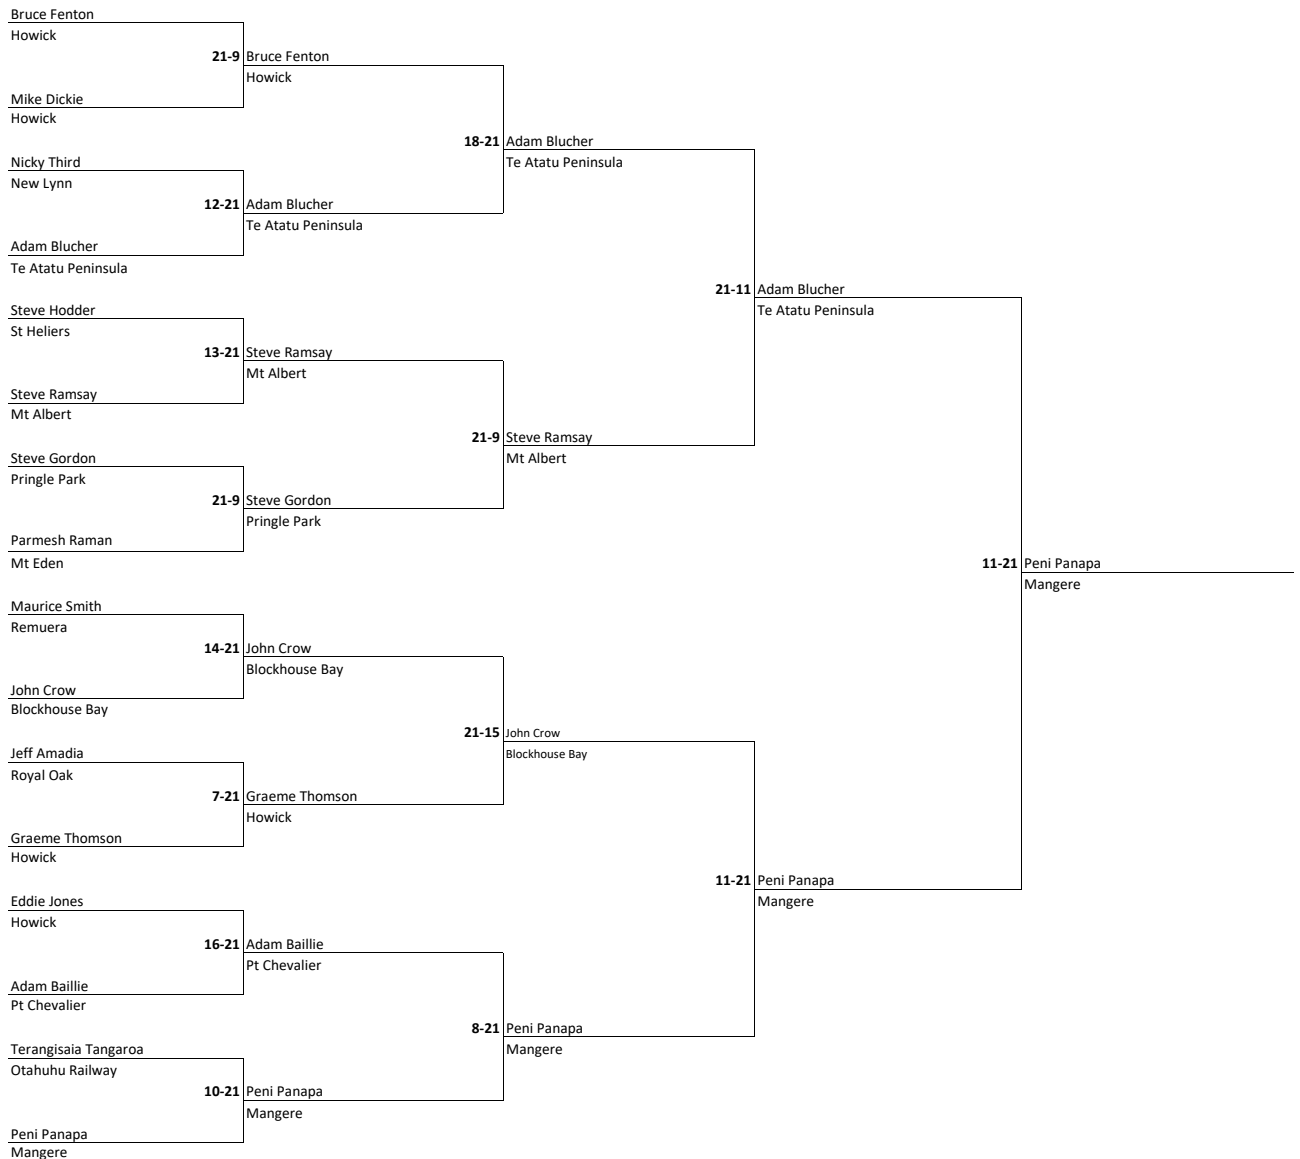 Bruce Fenton
Howick
21-9 Bruce Fenton
Howick
Mike Dickie
Howick
18-21 Adam Blucher
Te Atatu Peninsula
Nicky Third
New Lynn
12-21 Adam Blucher
Te Atatu Peninsula
Adam Blucher
Te Atatu Peninsula
21-11 Adam Blucher
Te Atatu Peninsula
Steve Hodder
St Heliers
13-21 Steve Ramsay
Mt Albert
Steve Ramsay
Mt Albert
21-9 Steve Ramsay
Mt Albert
Steve Gordon
Pringle Park
21-9 Steve Gordon
Pringle Park
Parmesh Raman
Mt Eden
11-21 Peni Panapa
Mangere
Maurice Smith
Remuera
14-21 John Crow
Blockhouse Bay
John Crow
Blockhouse Bay
21-15 John Crow
Blockhouse Bay
Jeff Amadia
Royal Oak
7-21 Graeme Thomson
Howick
Graeme Thomson
Howick
11-21 Peni Panapa
Mangere
Eddie Jones
Howick
16-21 Adam Baillie
Pt Chevalier
Adam Baillie
Pt Chevalier
8-21 Peni Panapa
Mangere
Terangisaia Tangaroa
Otahuhu Railway
10-21 Peni Panapa
Mangere
Peni Panapa
Mangere